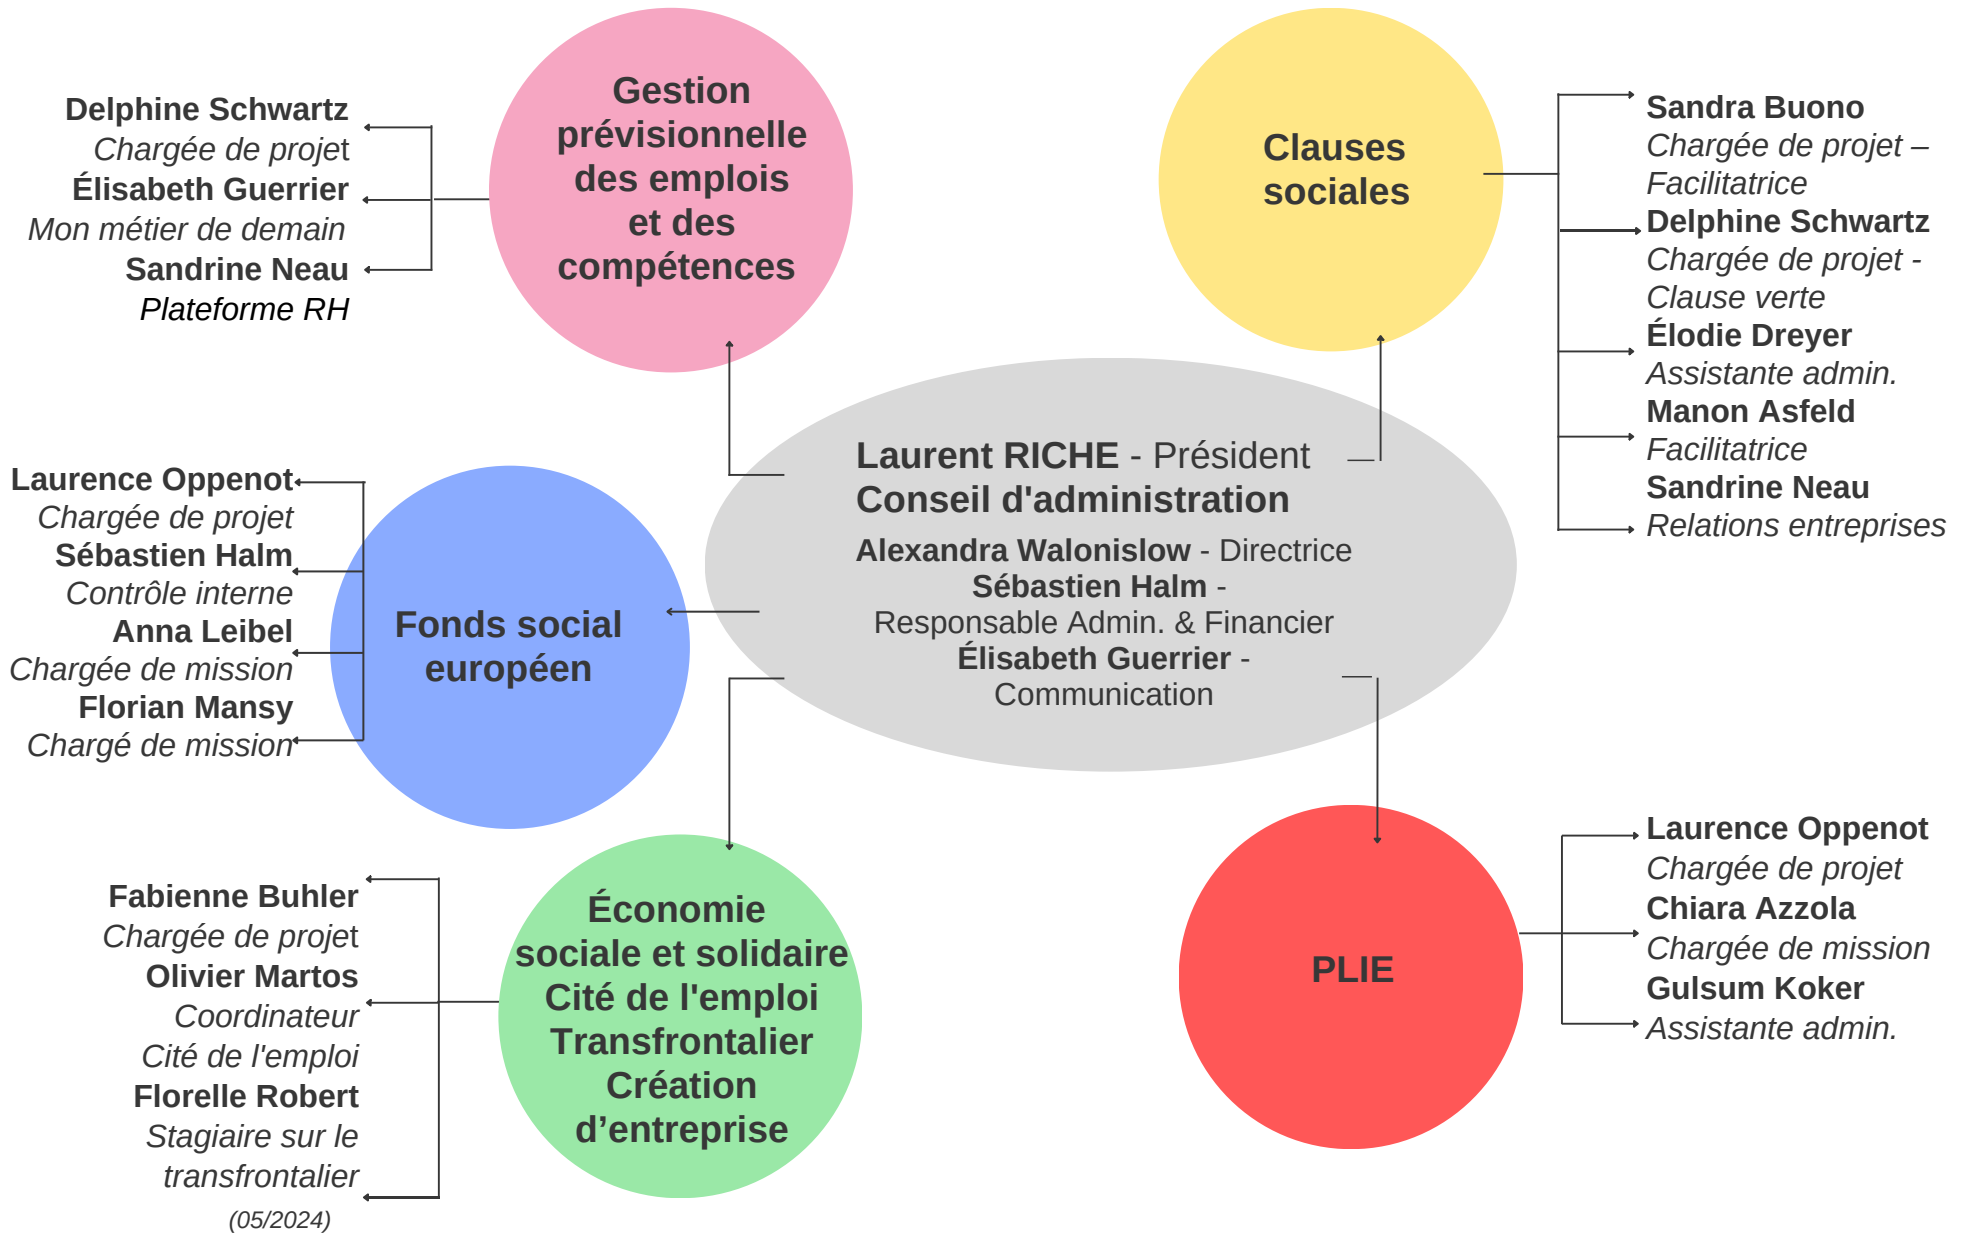 Gestion
prévisionnelle
des emplois
et des
compétences
Delphine Schwartz
Chargée de projet
Élisabeth Guerrier
Mon métier de demain
Sandrine Neau
Plateforme RH
Clauses
sociales
Sandra Buono
Chargée de projet –
Facilitatrice
Delphine Schwartz
Chargée de projet -
Clause verte
Élodie Dreyer
Assistante admin.
Manon Asfeld
Facilitatrice
Sandrine Neau
Relations entreprises
Laurent RICHE - Président
Conseil d'administration
Alexandra Walonislow - Directrice
Sébastien Halm -
Responsable Admin. & Financier
Élisabeth Guerrier -
Communication
Laurence Oppenot
Chargée de projet
Sébastien Halm
Contrôle interne
Anna Leibel
Chargée de mission
Florian Mansy
Chargé de mission
Fonds social
européen
Fabienne Buhler
Chargée de projet
Olivier Martos
Coordinateur
Cité de l'emploi
Florelle Robert
Stagiaire sur le
transfrontalier
(05/2024)
Économie
sociale et solidaire
Cité de l'emploi
Transfrontalier
Création
d’entreprise
PLIE
Laurence Oppenot
Chargée de projet
Chiara Azzola
Chargée de mission
Gulsum Koker
Assistante admin.